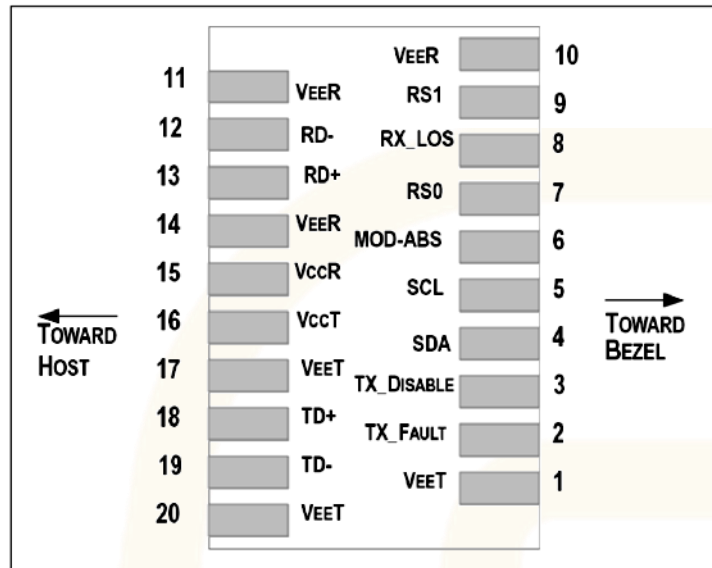 11 VEER
12 RD-
13 RD+
14 VEER
15 VCCR
16 VCCT
17 VEET
18 TD+
19 TD-
20 VEET
VEER 10
RS1 9
RX_LOS 8
RS0 7
MOD-ABS 6
SCL 5
SDA 4
TX_DISABLE 3
TX_FAULT 2
VEET 1
TOWARD
HOST
TOWARD
BEZEL